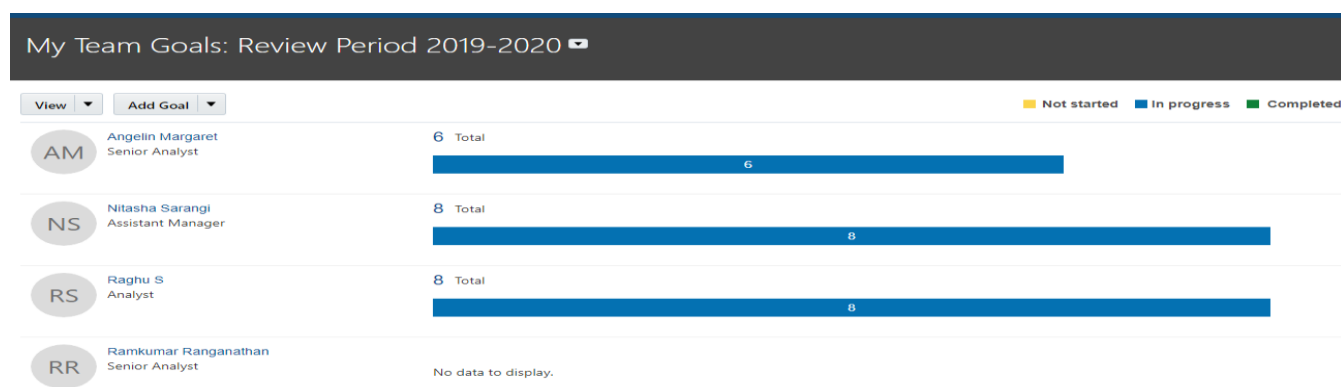 My Team Goals: Review Period 2019-2020
View Add Goal Not started In progress Completed
AM
Angelin Margaret
Senior Analyst
6 Total
6
NS
Nitasha Sarangi
Assistant Manager
8 Total
8
RS
Raghu S
Analyst
8 Total
8
RR
Ramkumar Ranganathan
Senior Analyst
No data to display.